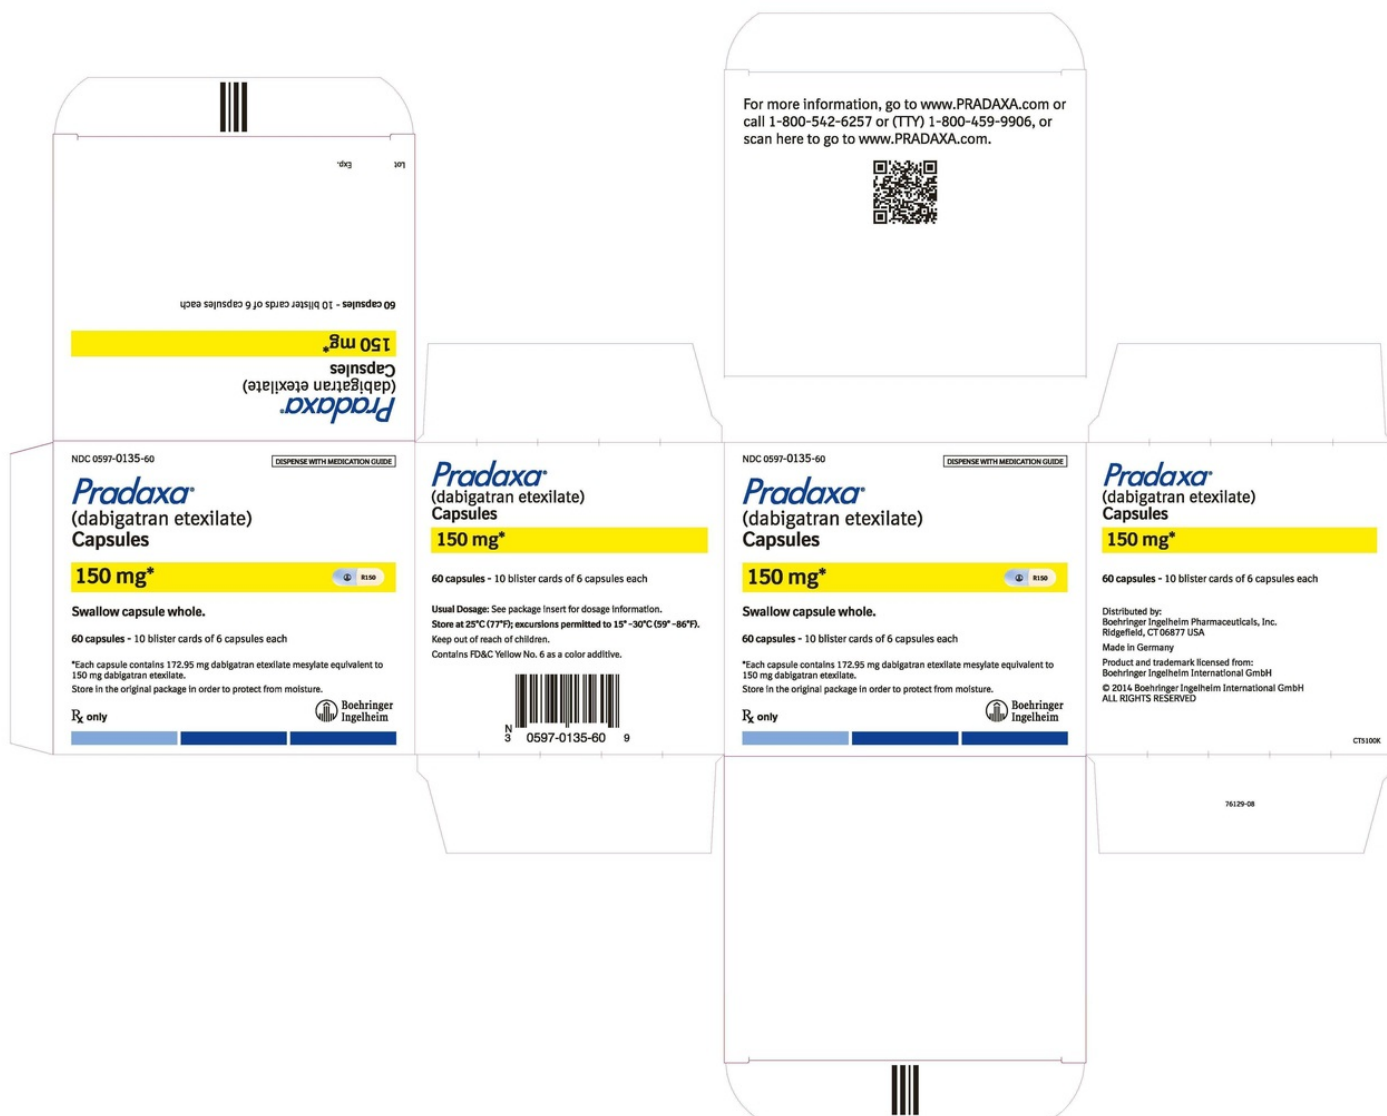 Lot Exp.
60 capsules - 10 blister cards of 6 capsules each
150 mg*
Capsules
(dabigatran etexilate)
Pradaxa®
For more information, go to www.PRADAXA.com or
call 1-800-542-6257 or (TTY) 1-800-459-9906, or
scan here to go to www.PRADAXA.com.
NDC 0597-0135-60
DISPENSE WITH MEDICATION GUIDE
Pradaxa®
(dabigatran etexilate)
Capsules
150 mg*
R150
Swallow capsule whole.
60 capsules - 10 blister cards of 6 capsules each
*Each capsule contains 172.95 mg dabigatran etexilate mesylate equivalent to
150 mg dabigatran etexilate.
Store in the original package in order to protect from moisture.
Rx only
Boehringer
Ingelheim
Pradaxa®
(dabigatran etexilate)
Capsules
150 mg*
60 capsules - 10 blister cards of 6 capsules each
Usual Dosage: See package insert for dosage information.
Store at 25°C (77°F); excursions permitted to 15° -30°C (59° -86°F).
Keep out of reach of children.
Contains FD&C Yellow No. 6 as a color additive.
N
3 0597-0135-60 9
NDC 0597-0135-60
DISPENSE WITH MEDICATION GUIDE
Pradaxa®
(dabigatran etexilate)
Capsules
150 mg*
R150
Swallow capsule whole.
60 capsules - 10 blister cards of 6 capsules each
*Each capsule contains 172.95 mg dabigatran etexilate mesylate equivalent to
150 mg dabigatran etexilate.
Store in the original package in order to protect from moisture.
Rx only
Boehringer
Ingelheim
Pradaxa®
(dabigatran etexilate)
Capsules
150 mg*
60 capsules - 10 blister cards of 6 capsules each
Distributed by:
Boehringer Ingelheim Pharmaceuticals, Inc.
Ridgefield, CT 06877 USA
Made in Germany
Product and trademark licensed from:
Boehringer Ingelheim International GmbH
© 2014 Boehringer Ingelheim International GmbH
ALL RIGHTS RESERVED
CT5100K
76129-08